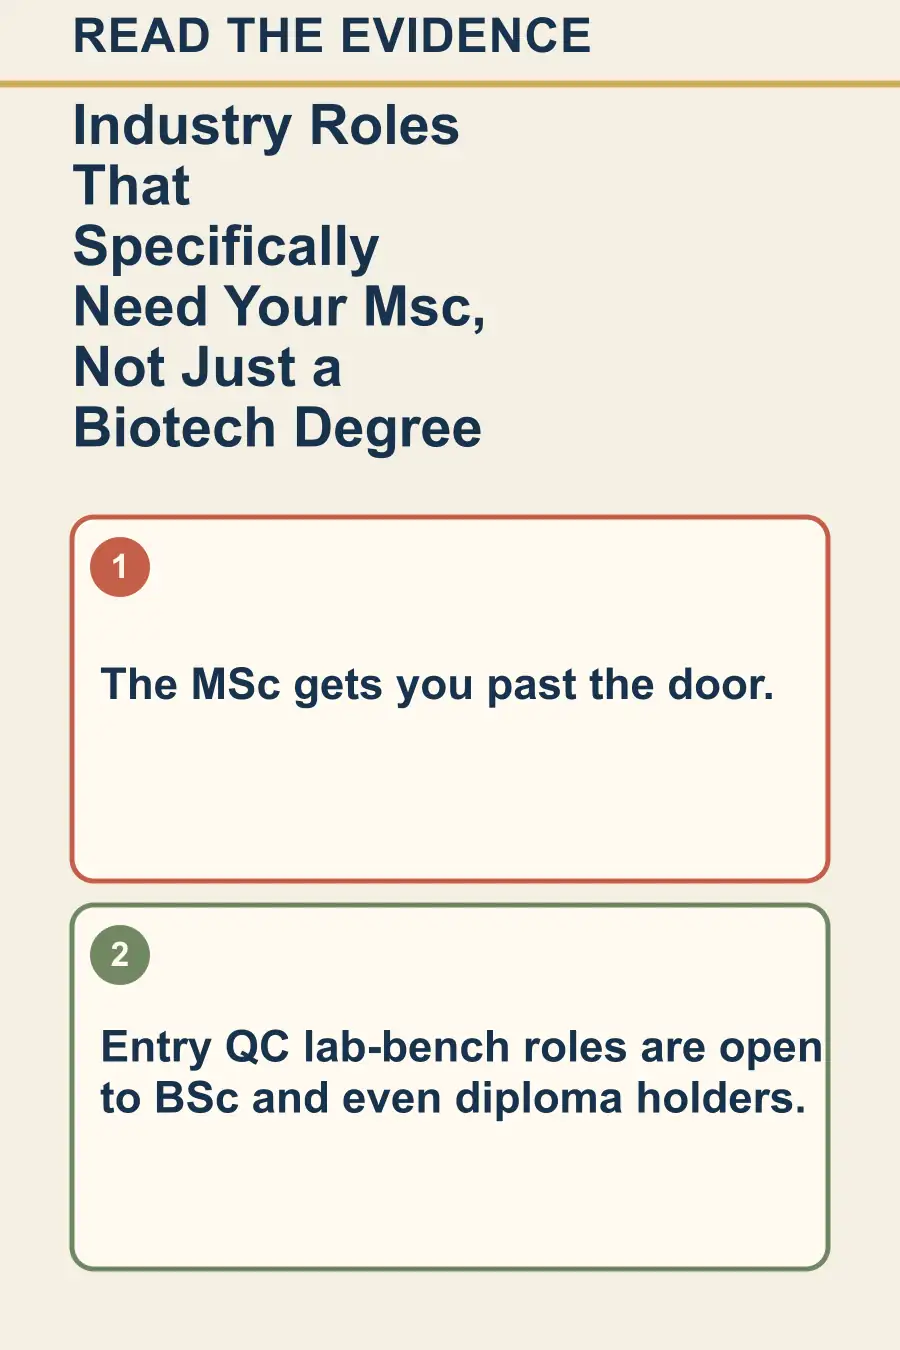 READ THE EVIDENCE
Industry Roles
That
Specifically
Need Your Msc,
Not Just a
Biotech Degree
1
The MSc gets you past the door.
2
Entry QC lab-bench roles are open
to BSc and even diploma holders.